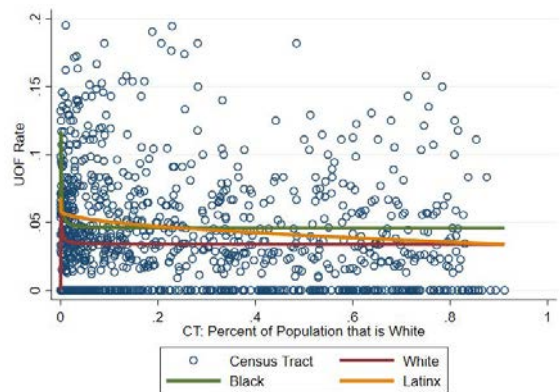 .2
.15
.1
.05
0
UOF Rate
0 .2 .4 .6 .8 1
CT: Percent of Population that is White
Census Tract White
Black Latinx